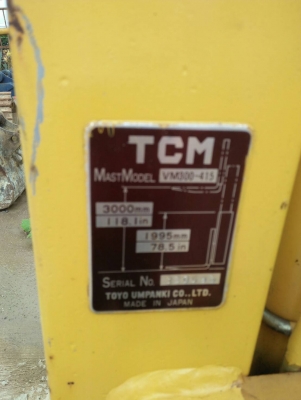 TCM
MAST MODEL VM300-415
3000mm
118.1in
1995mm
78.5in
SERIAL NO.
TOYO UMPANKI CO., LTD.
MADE IN JAPAN